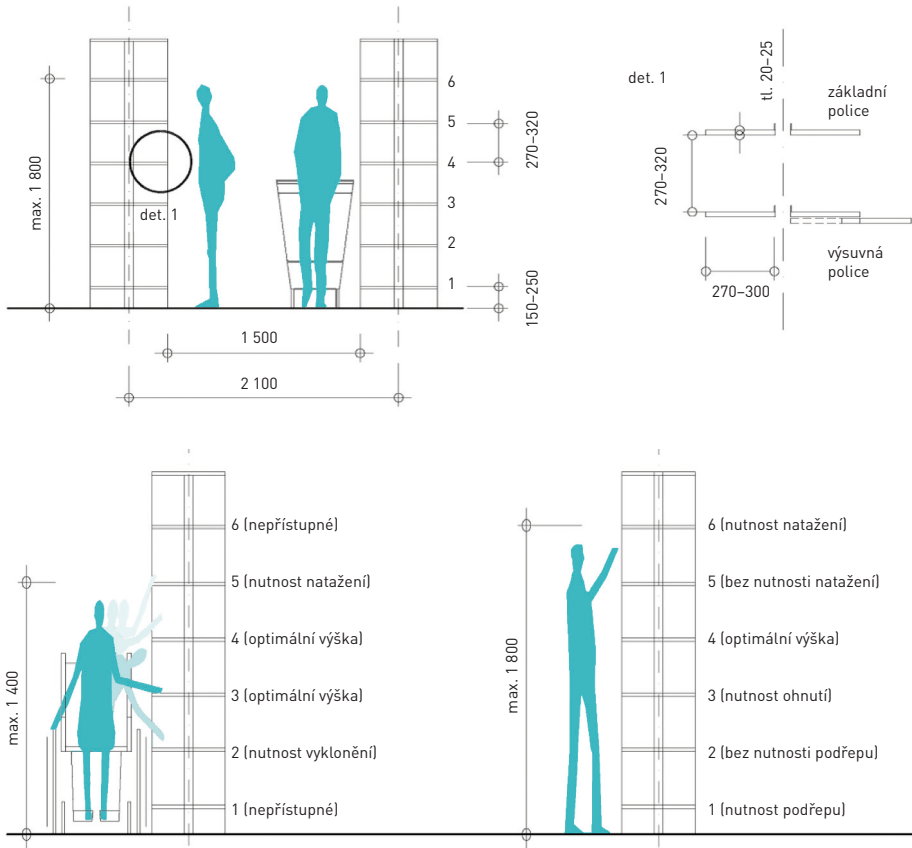 max. 1 800
det. 1
6
5
4
3
2
1
270–320
150–250
1 500
2 100
det. 1
tl. 20–25
základní
police
270–320
výsuvná
police
270–300
max. 1 400
6 (nepřístupné)
5 (nutnost natažení)
4 (optimální výška)
3 (optimální výška)
2 (nutnost vyklonění)
1 (nepřístupné)
max. 1 800
6 (nutnost natažení)
5 (bez nutnosti natažení)
4 (optimální výška)
3 (nutnost ohnutí)
2 (bez nutnosti podřepu)
1 (nutnost podřepu)